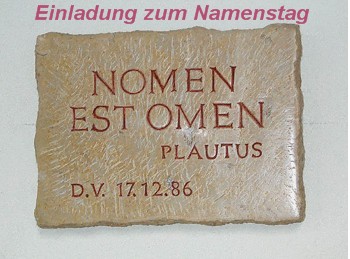 Einladung zum Namenstag
NOMEN
EST OMEN
PLAUTUS
D.V. 17.12.86